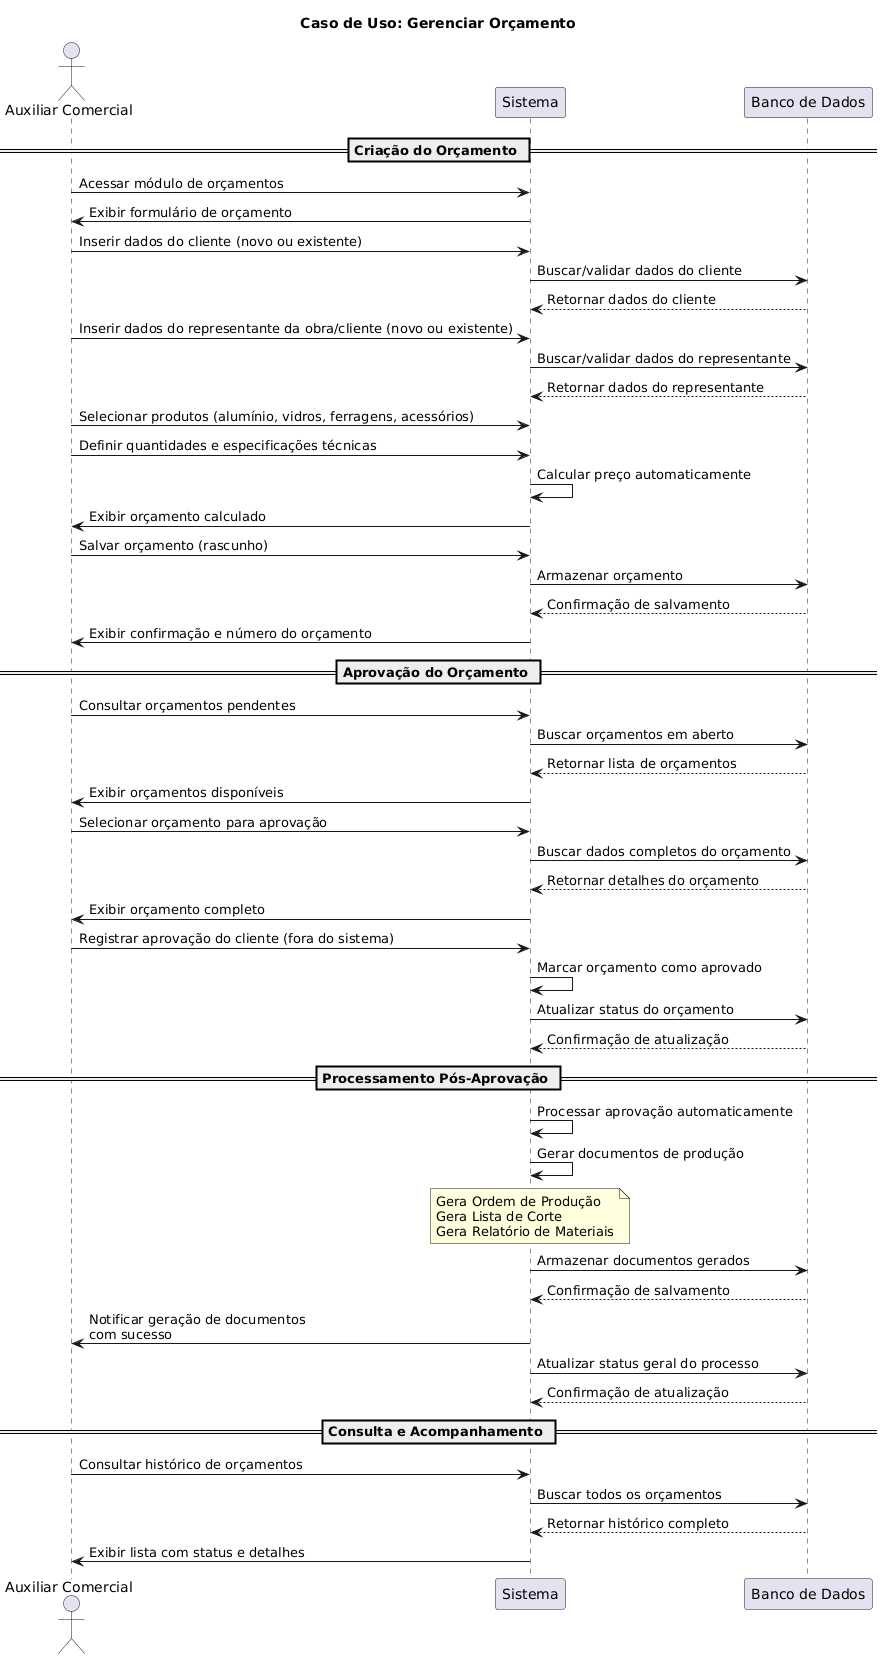 Caso de Uso: Gerenciar Orçamento
Auxiliar Comercial
Sistema
Banco de Dados
Criação do Orçamento
Acessar módulo de orçamentos
Exibir formulário de orçamento
Inserir dados do cliente (novo ou existente)
Buscar/validar dados do cliente
Retornar dados do cliente
Inserir dados do representante da obra/cliente (novo ou existente)
Buscar/validar dados do representante
Retornar dados do representante
Selecionar produtos (alumínio, vidros, ferragens, acessórios)
Definir quantidades e especificações técnicas
Calcular preço automaticamente
Exibir orçamento calculado
Salvar orçamento (rascunho)
Armazenar orçamento
Confirmação de salvamento
Exibir confirmação e número do orçamento
Aprovação do Orçamento
Consultar orçamentos pendentes
Buscar orçamentos em aberto
Retornar lista de orçamentos
Exibir orçamentos disponíveis
Selecionar orçamento para aprovação
Buscar dados completos do orçamento
Retornar detalhes do orçamento
Exibir orçamento completo
Registrar aprovação do cliente (fora do sistema)
Marcar orçamento como aprovado
Atualizar status do orçamento
Confirmação de atualização
Processamento Pós-Aprovação
Processar aprovação automaticamente
Gerar documentos de produção
Gera Ordem de Produção
Gera Lista de Corte
Gera Relatório de Materiais
Armazenar documentos gerados
Confirmação de salvamento
Notificar geração de documentos
com sucesso
Atualizar status geral do processo
Confirmação de atualização
Consulta e Acompanhamento
Consultar histórico de orçamentos
Buscar todos os orçamentos
Retornar histórico completo
Exibir lista com status e detalhes
Auxiliar Comercial
Sistema
Banco de Dados